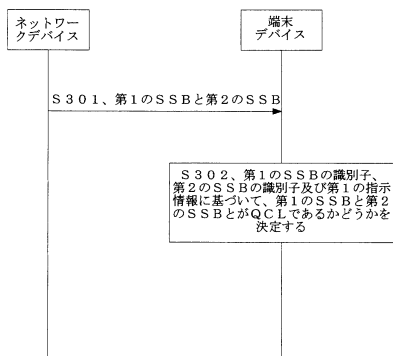 ネットワー
クデバイス
端末
デバイス
S301、第1のSSBと第2のSSB
S302、第1のSSBの識別子、
第2のSSBの識別子及び第1の指示
情報に基づいて、第1のSSBと第2
のSSBとがQCLであるかどうかを
決定する